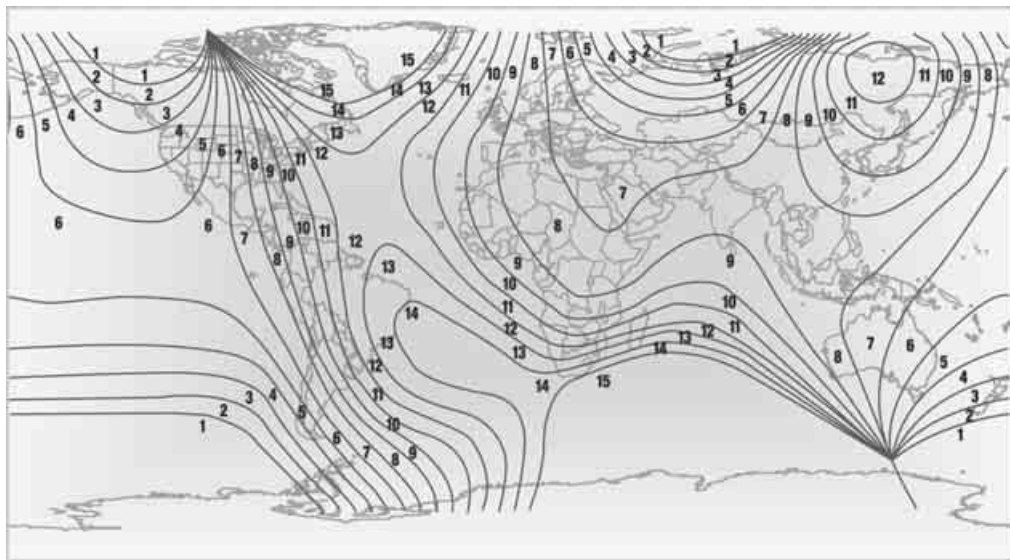 1 7 6 5 4 3 2 1 1
15 8 2
2 1 10 9 3 12 11 10 9 8
15 14 13 11 4
3 2 14 12 5 6 11
6 5 4 3 4 13 7 8 9 10
5 6 7 8 9 10 11 12
7
6 6 7 10 11 8
9 12
8 13 9 9
10
14 11 10
12 12 11
13 13 14 13 8 7 6
12 5
4 11 14 15 4
3 3
2 5 2
1 10 1
6
7 8 9